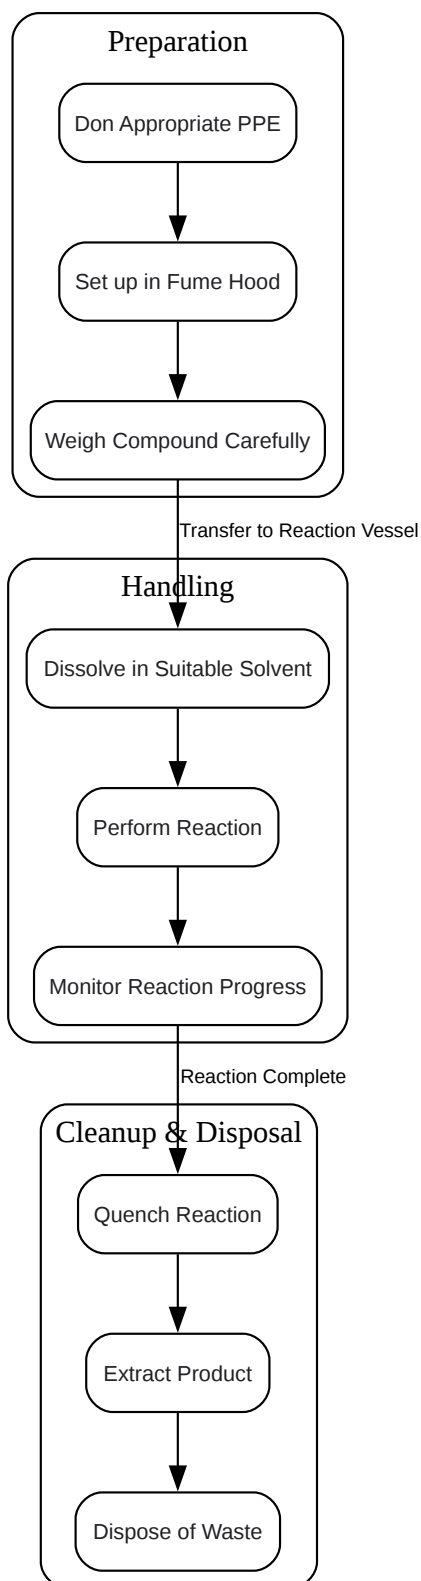 Preparation
Don Appropriate PPE
Set up in Fume Hood
Weigh Compound Carefully
Transfer to Reaction Vessel
Handling
Dissolve in Suitable Solvent
Perform Reaction
Monitor Reaction Progress
Reaction Complete
Cleanup & Disposal
Quench Reaction
Extract Product
Dispose of Waste